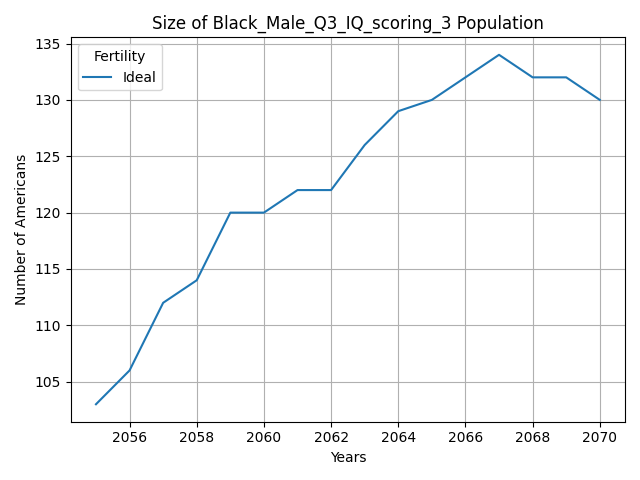 Size of Black_Male_Q3_IQ_scoring_3 Population
Fertility
Ideal
Number of Americans
135
130
125
120
115
110
105
2056 2058 2060 2062 2064 2066 2068 2070
Years